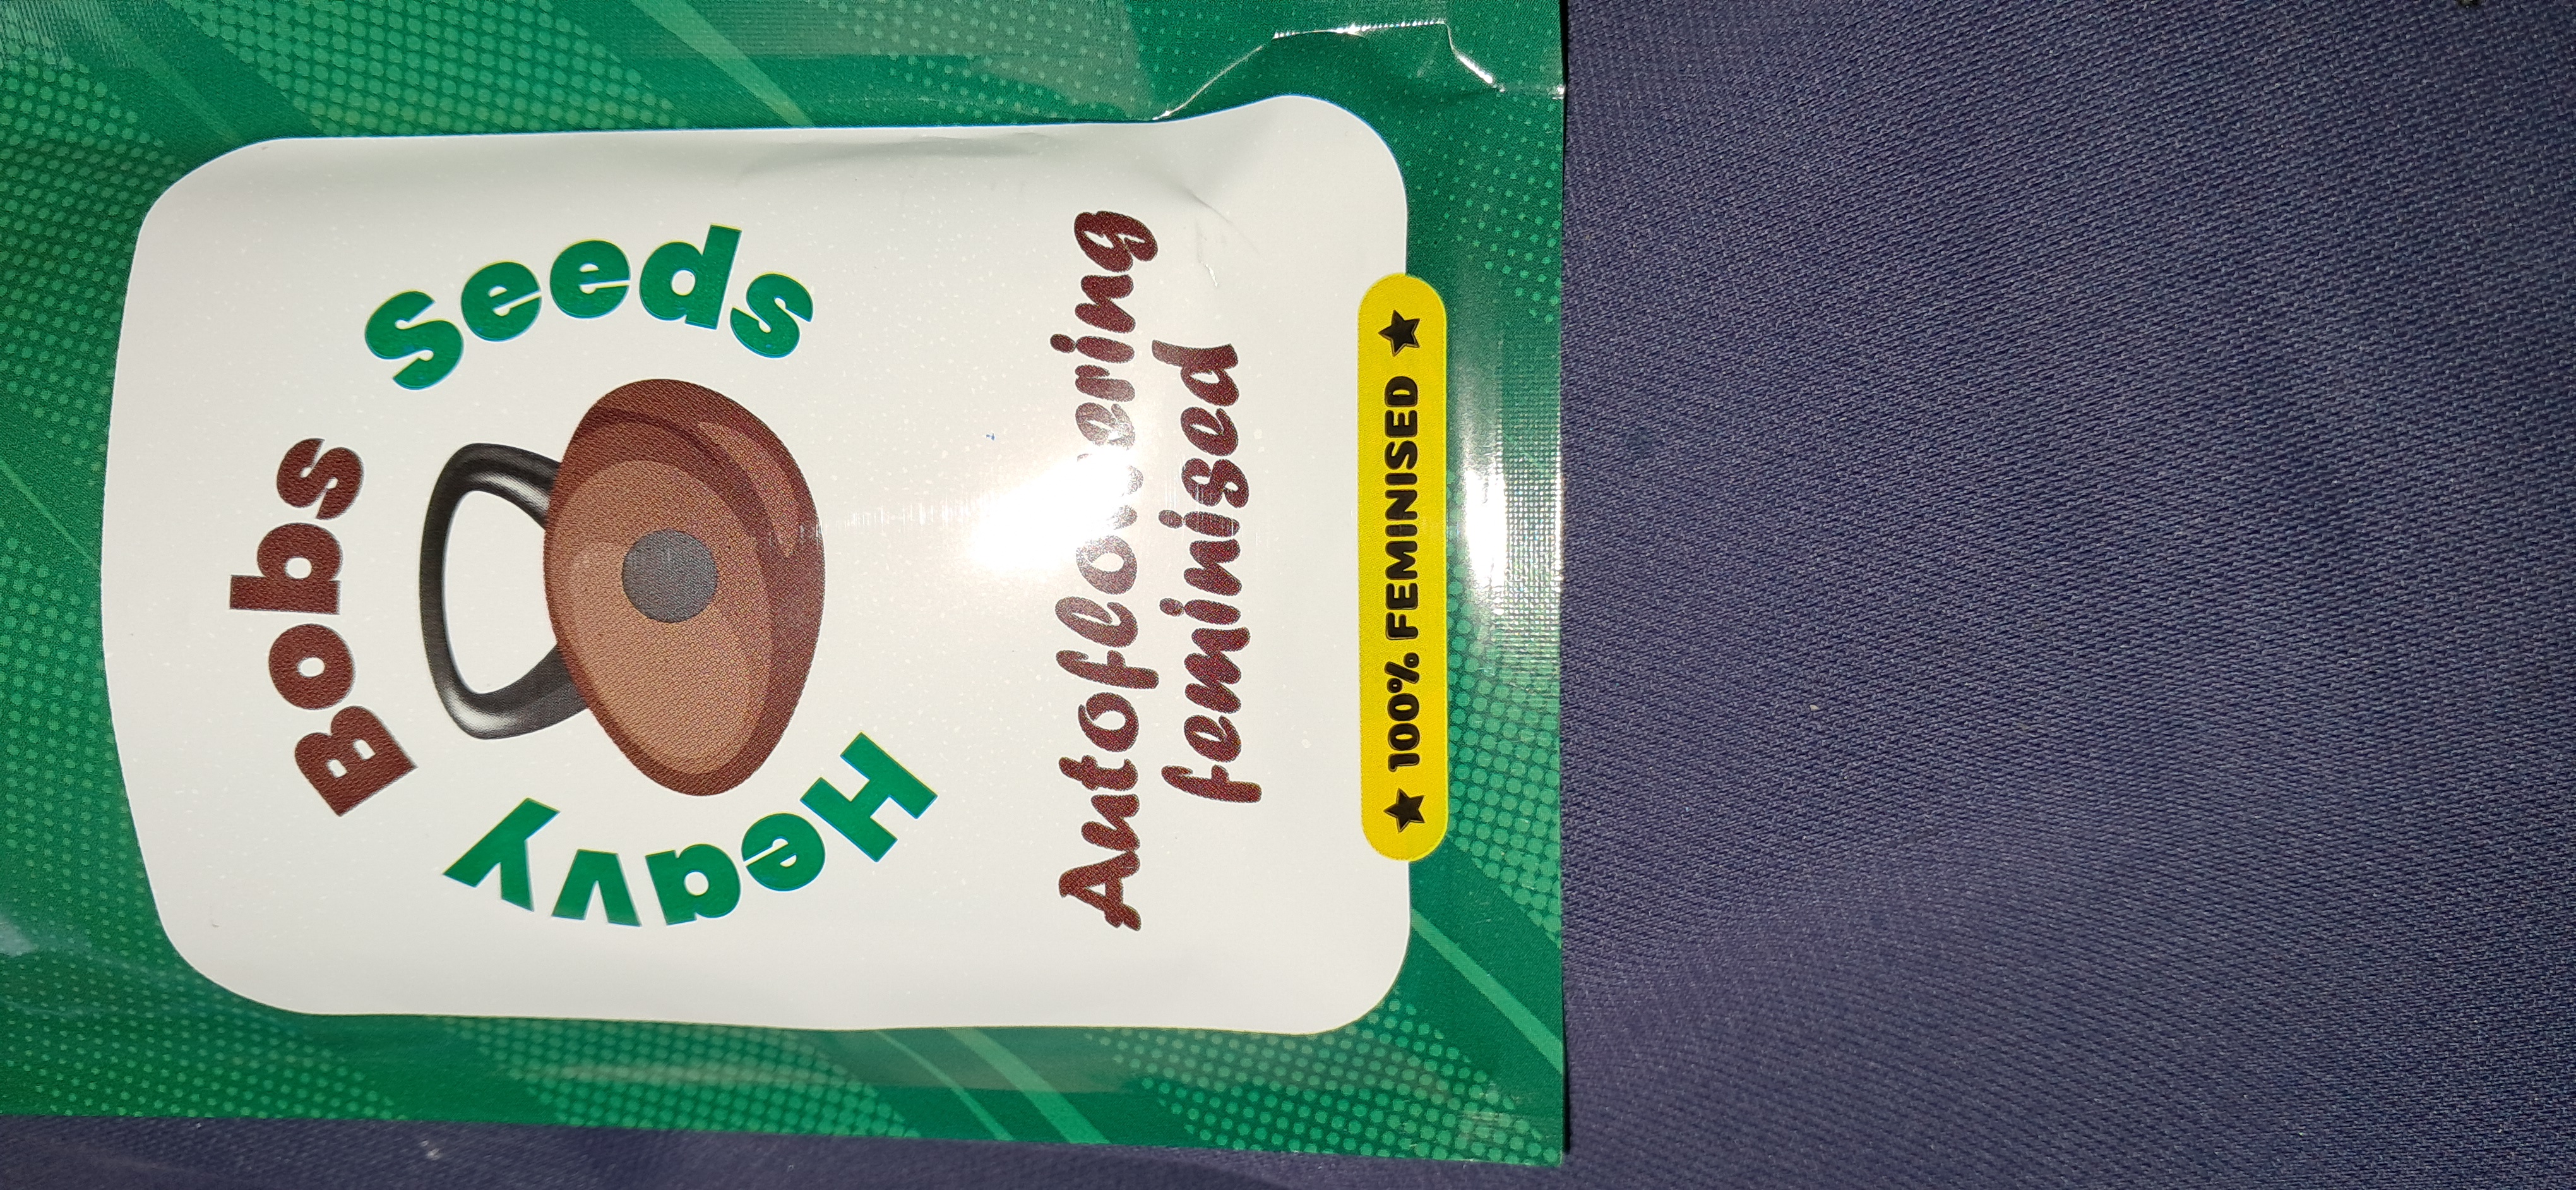 Bobs
Heavy Seeds
Autoflowering
feminised
100% FEMINISED